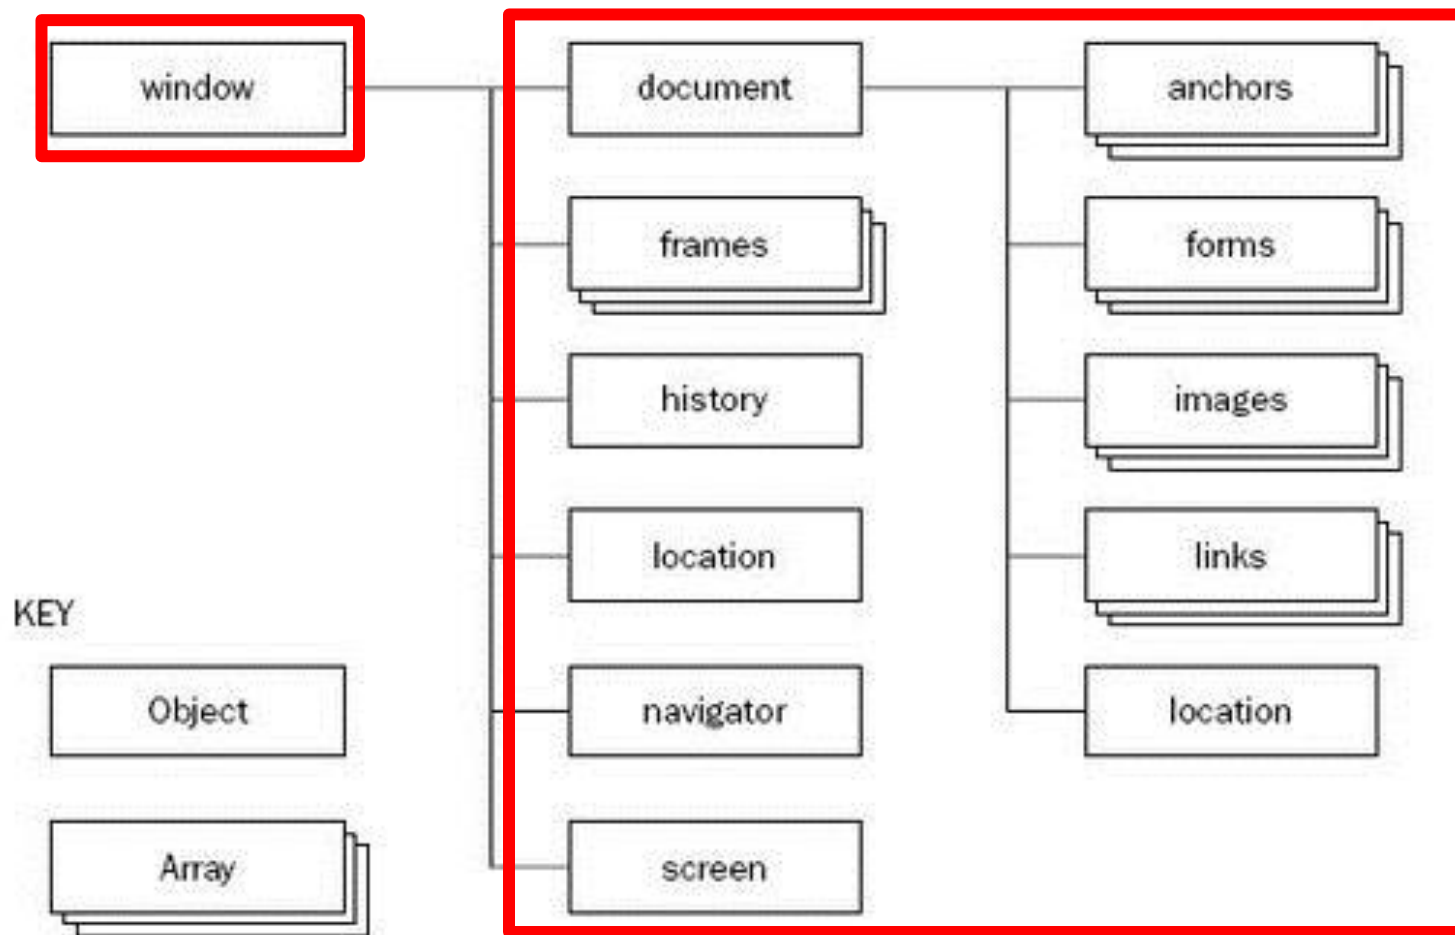 window
document
anchors
frames
forms
history
images
location
links
KEY
Object
navigator
location
Array
screen